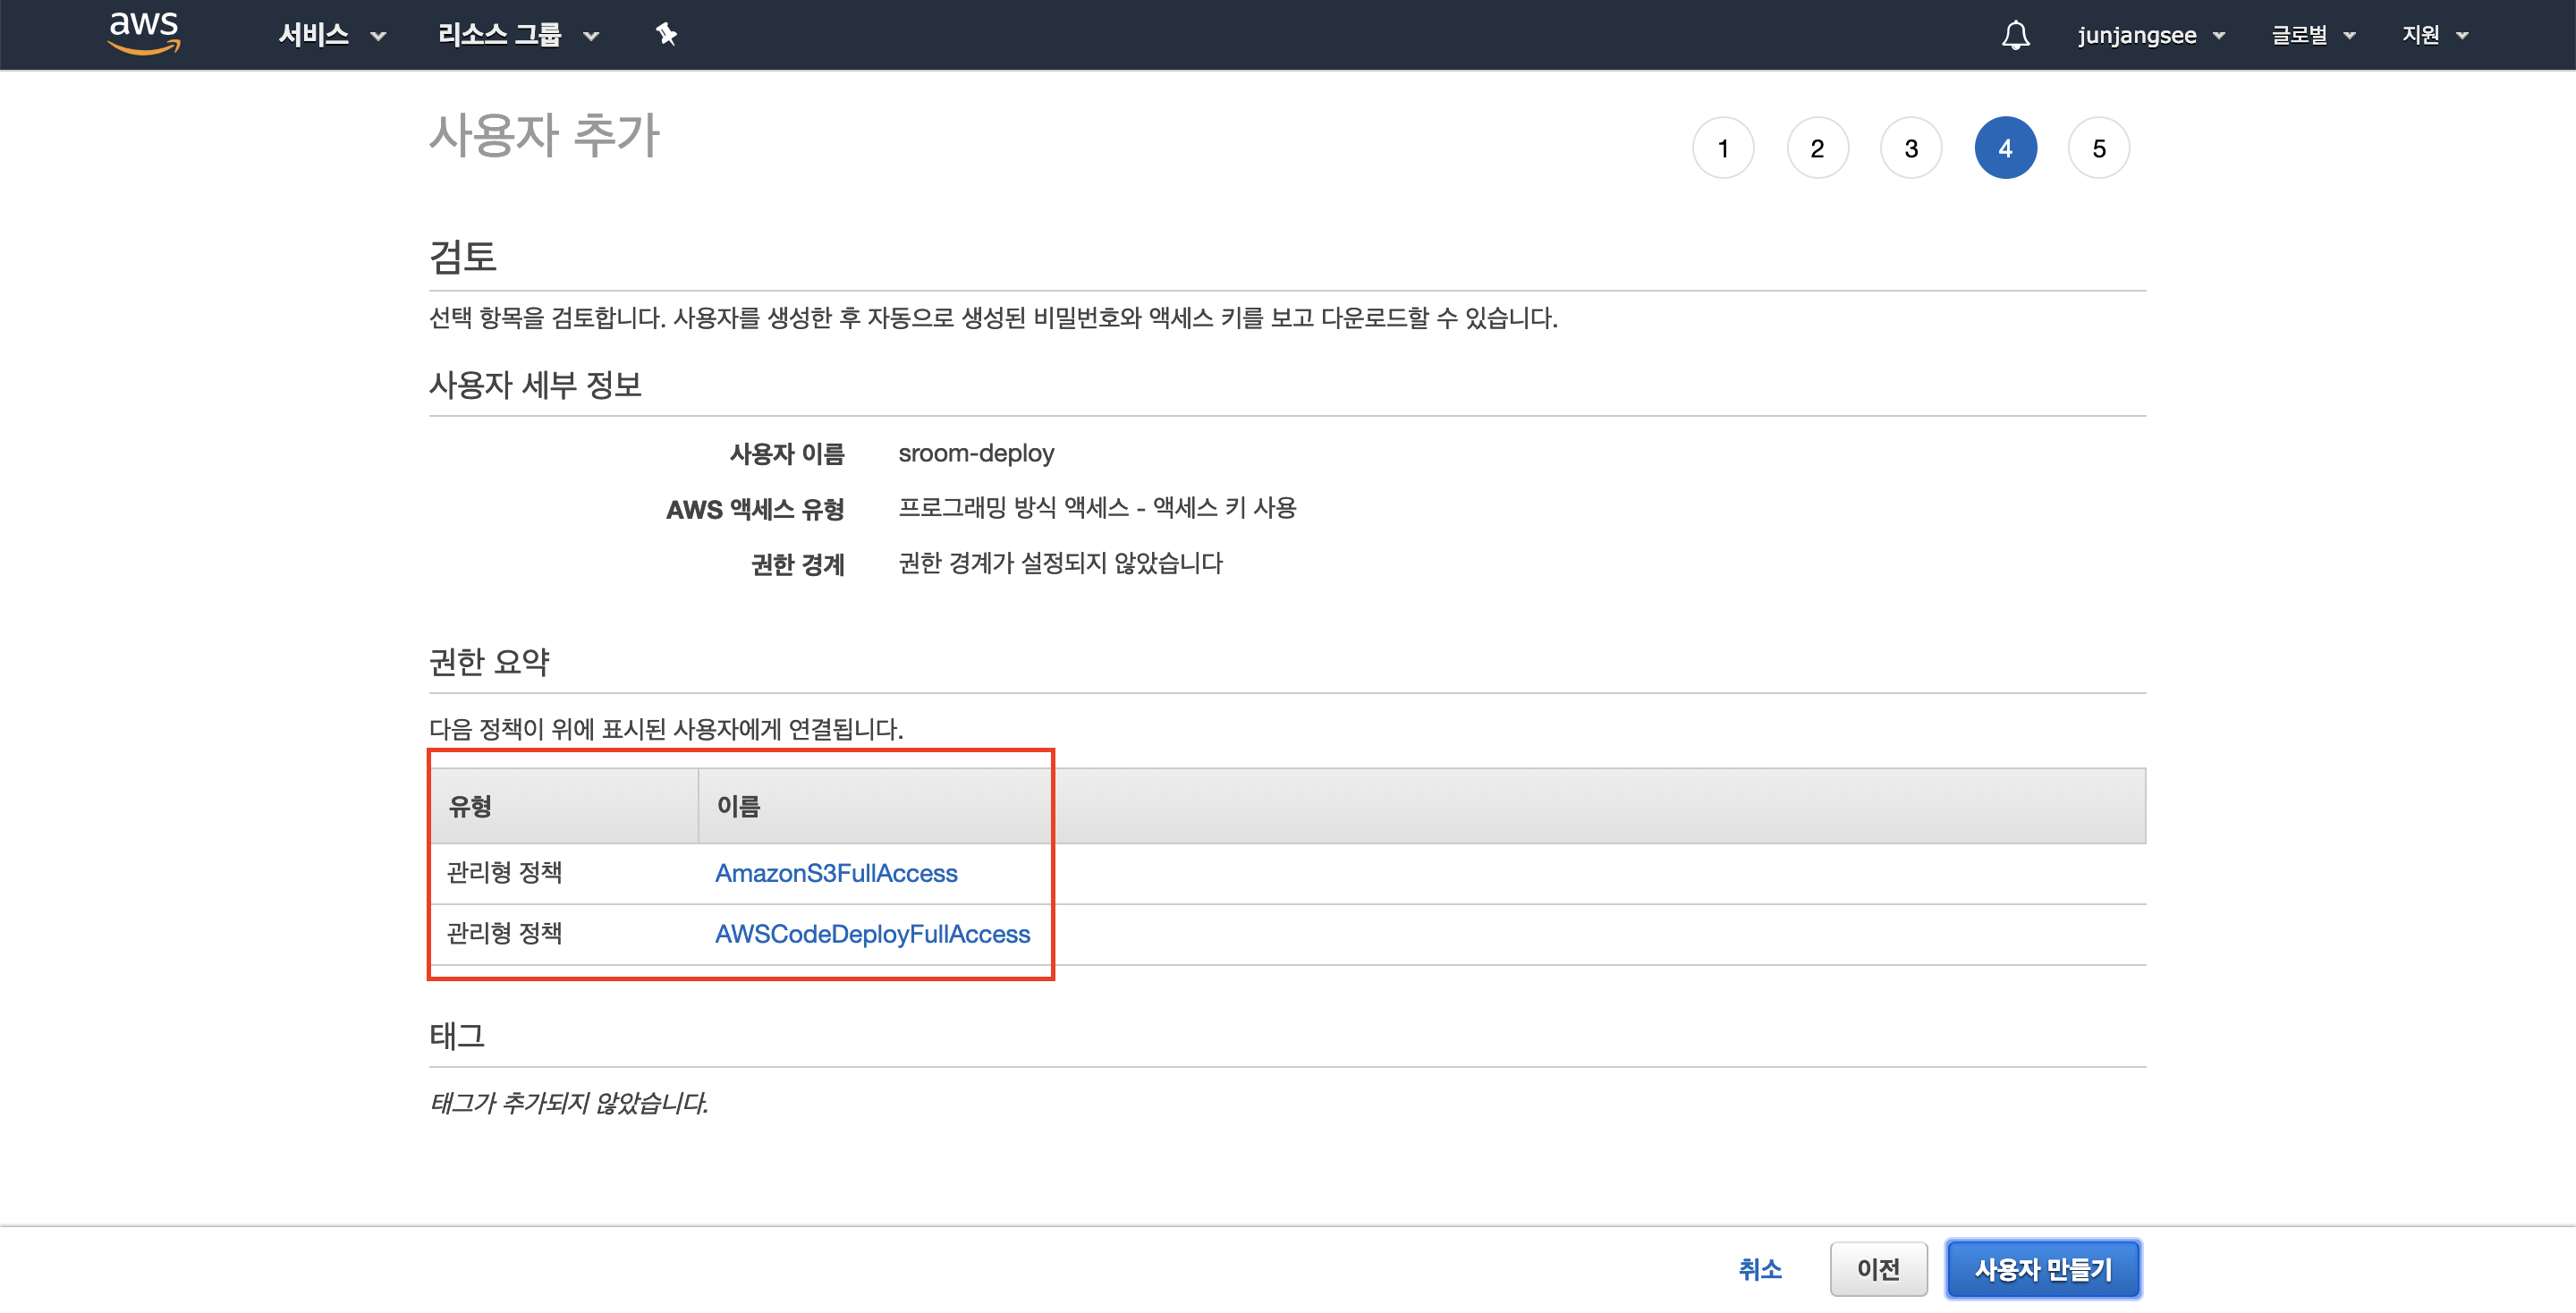 aws 서비스 리소스 그룹 junjangsee 글로벌 지원
사용자 추가
1 2 3 4 5
검토
선택 항목을 검토합니다. 사용자를 생성한 후 자동으로 생성된 비밀번호와 액세스 키를 보고 다운로드할 수 있습니다.
사용자 세부 정보
사용자 이름 sroom-deploy
AWS 액세스 유형 프로그래밍 방식 액세스 - 액세스 키 사용
권한 경계 권한 경계가 설정되지 않았습니다
권한 요약
다음 정책이 위에 표시된 사용자에게 연결됩니다.
유형 이름
관리형 정책 AmazonS3FullAccess
관리형 정책 AWSCodeDeployFullAccess
태그
태그가 추가되지 않았습니다.
취소 이전 사용자 만들기